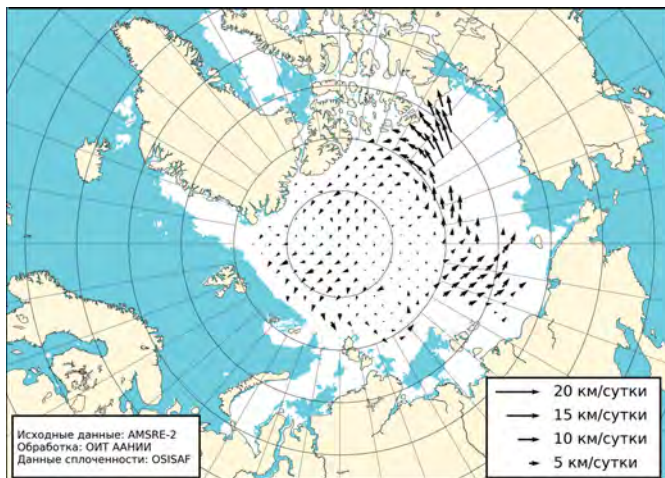 Исходные данные: AMSRE-2
Обработка: ОИТ ААНИИ
Данные сплоченности: OSISAF
20 км/сутки
15 км/сутки
10 км/сутки
5 км/сутки